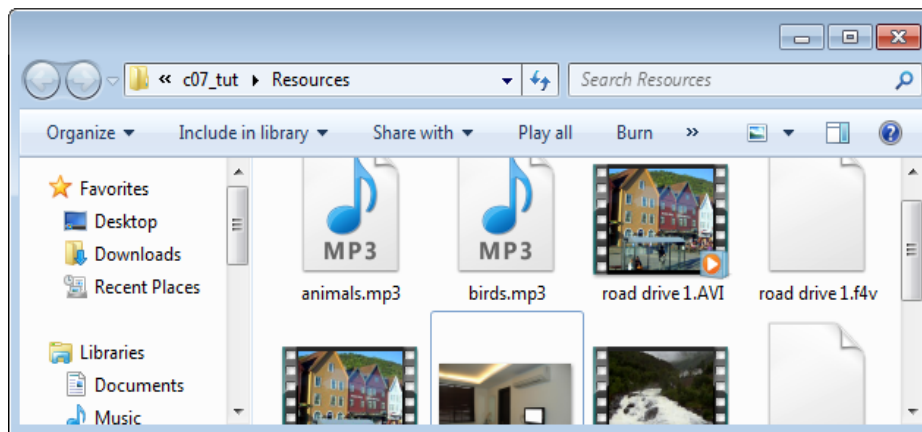 « c07_tut ▸ Resources
Search Resources
Organize ▾ Include in library ▾ Share with ▾ Play all Burn »
Favorites
Desktop
Downloads
Recent Places
Libraries
Documents
Music
MP3
MP3
animals.mp3
birds.mp3
road drive 1.AVI
road drive 1.f4v